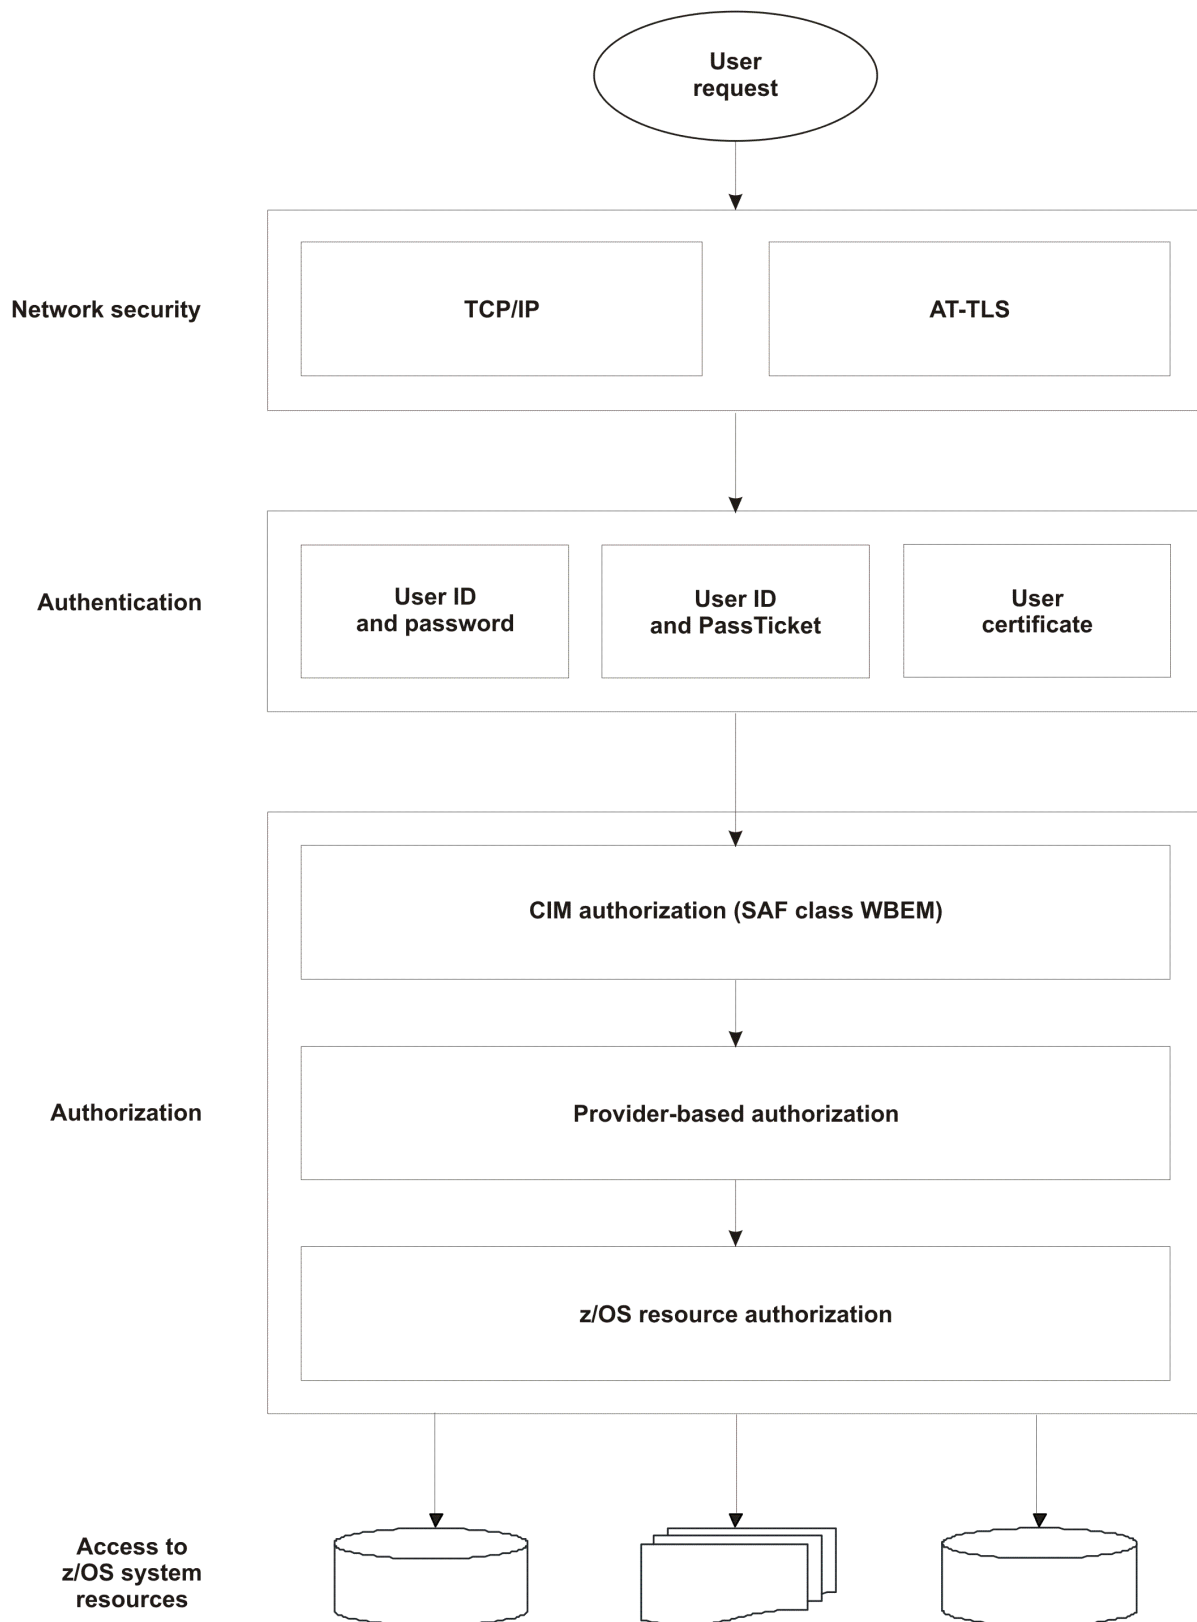 User
request
Network security
TCP/IP
AT-TLS
Authentication
User ID
and password
User ID
and PassTicket
User
certificate
CIM authorization (SAF class WBEM)
Authorization
Provider-based authorization
z/OS resource authorization
Access to
z/OS system
resources